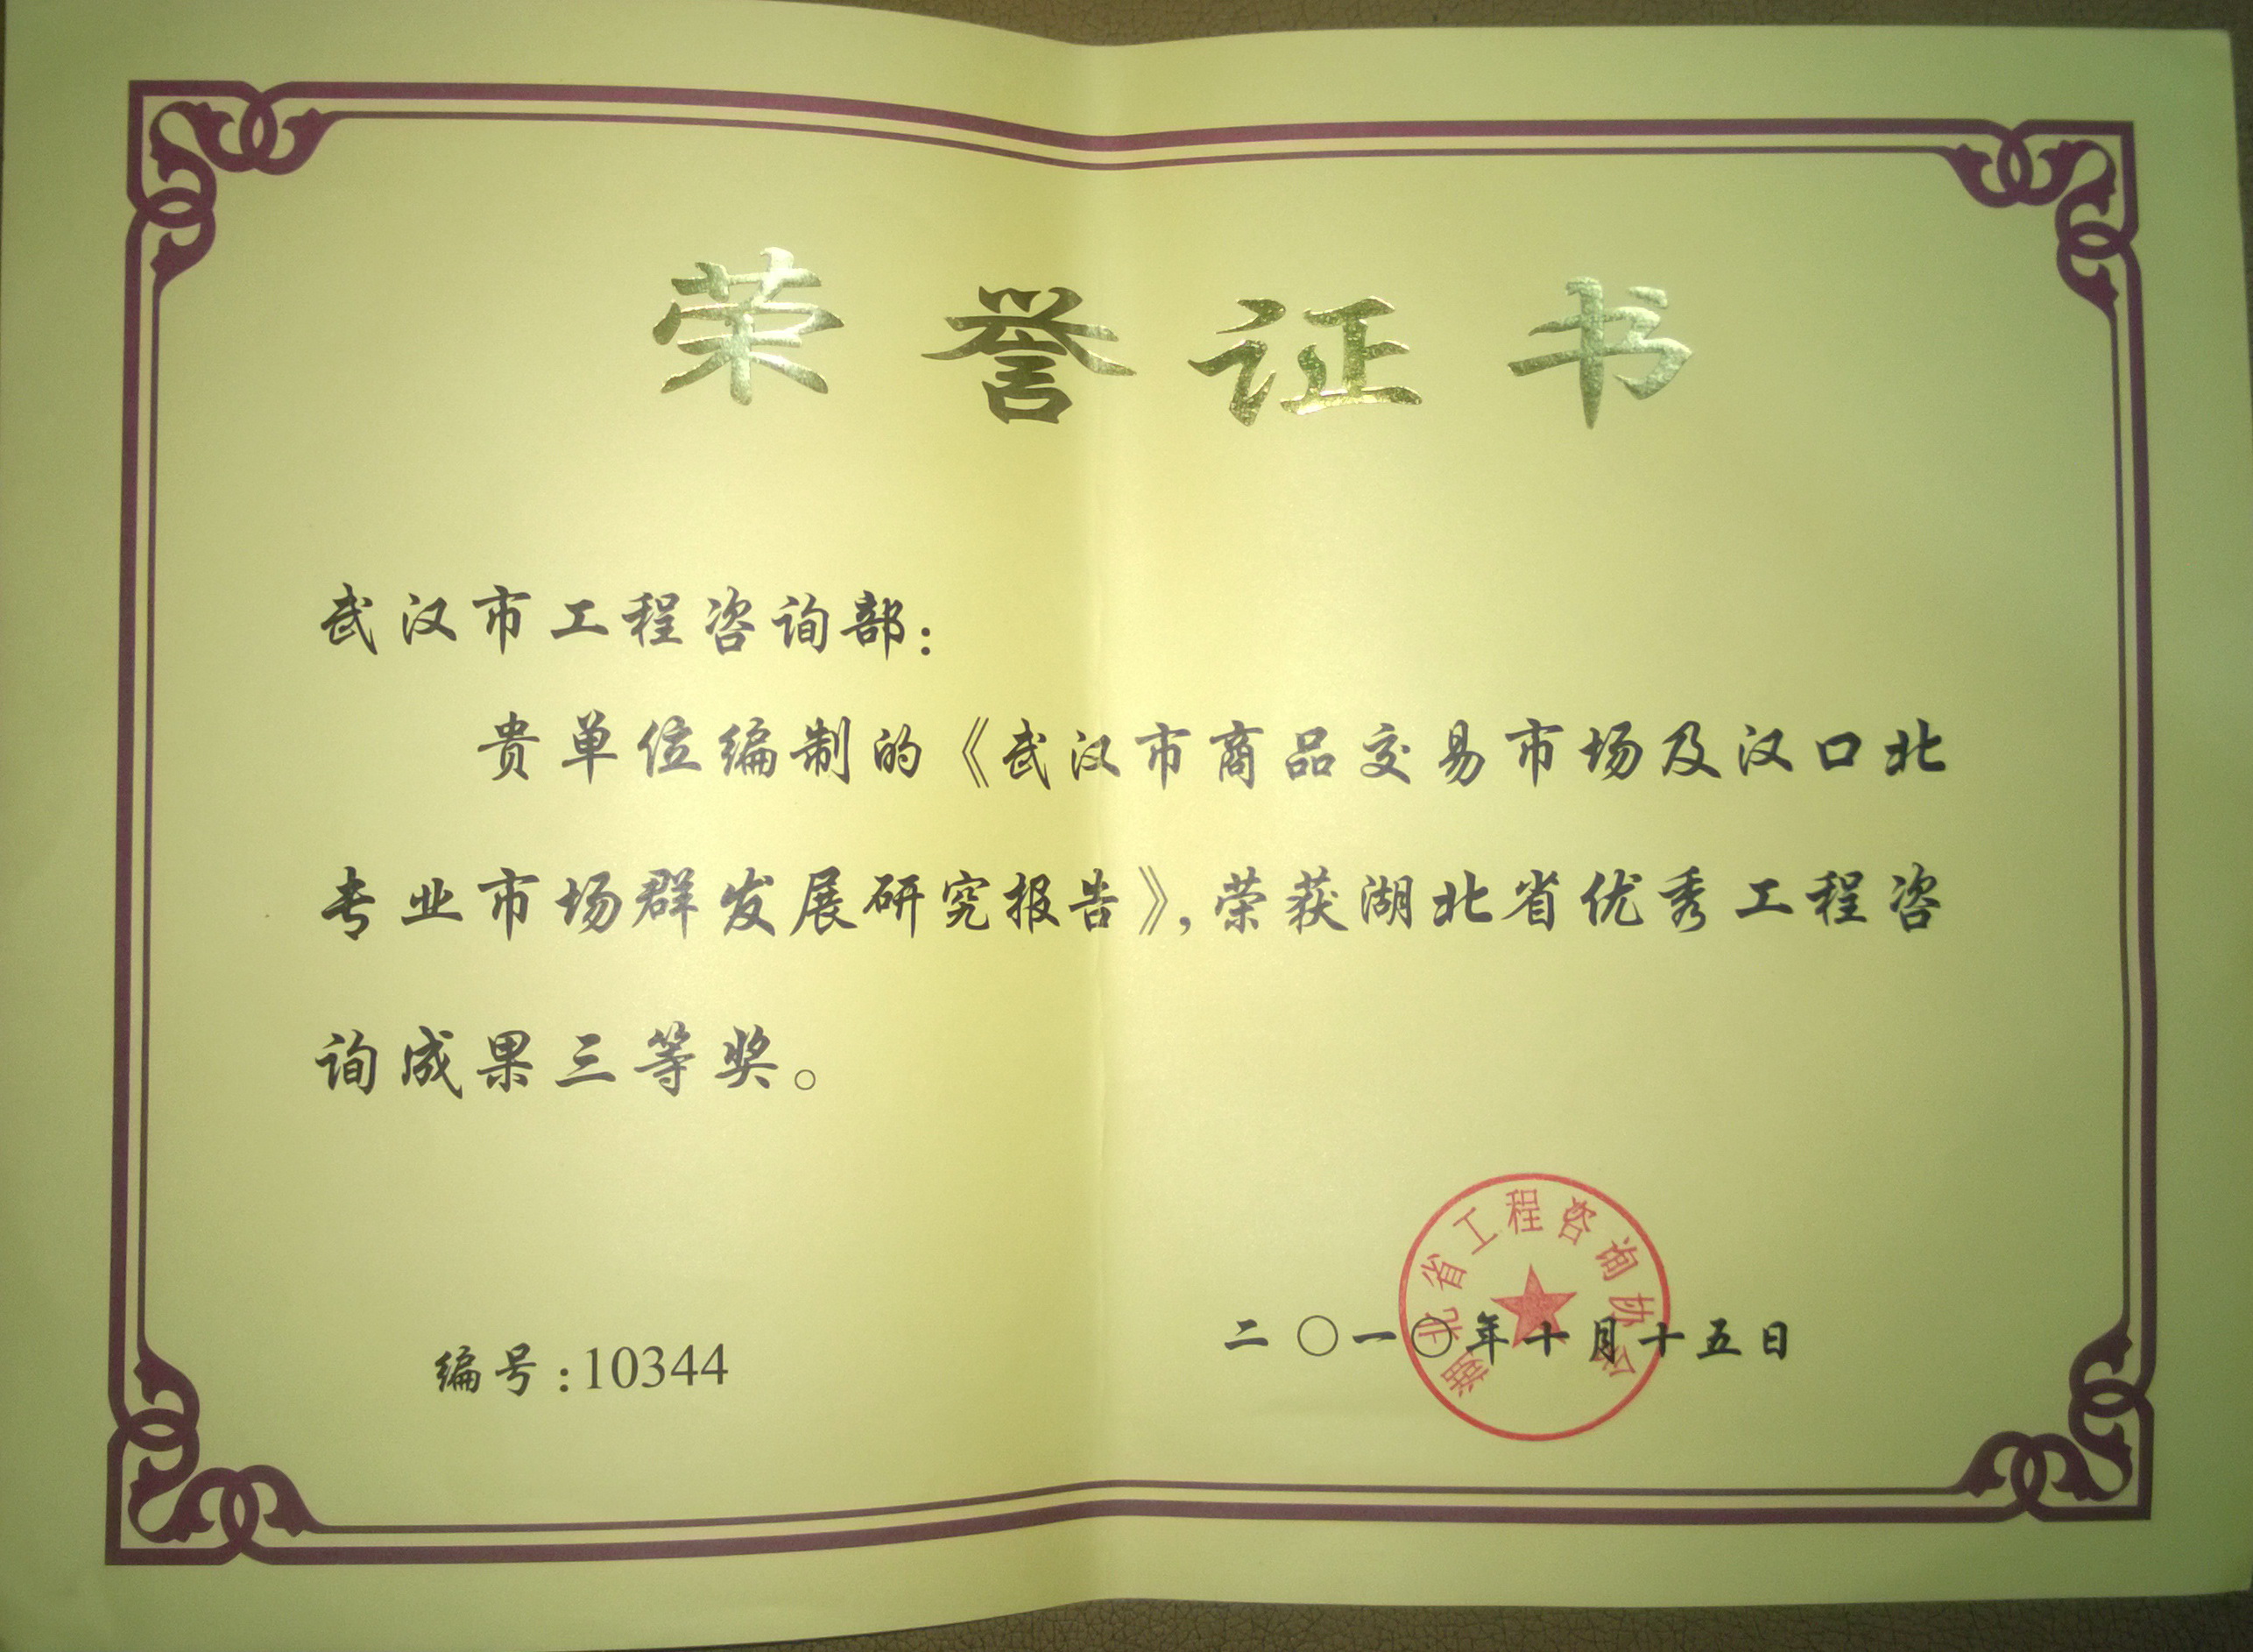 荣誉证书
武汉市工程咨询部：
贵单位编制的《武汉市商品交易市场及汉口北
专业市场群发展研究报告》，荣获湖北省优秀工程咨
询成果三等奖。
湖北省工程咨询协会
二〇一〇年十月十五日
编号：10344